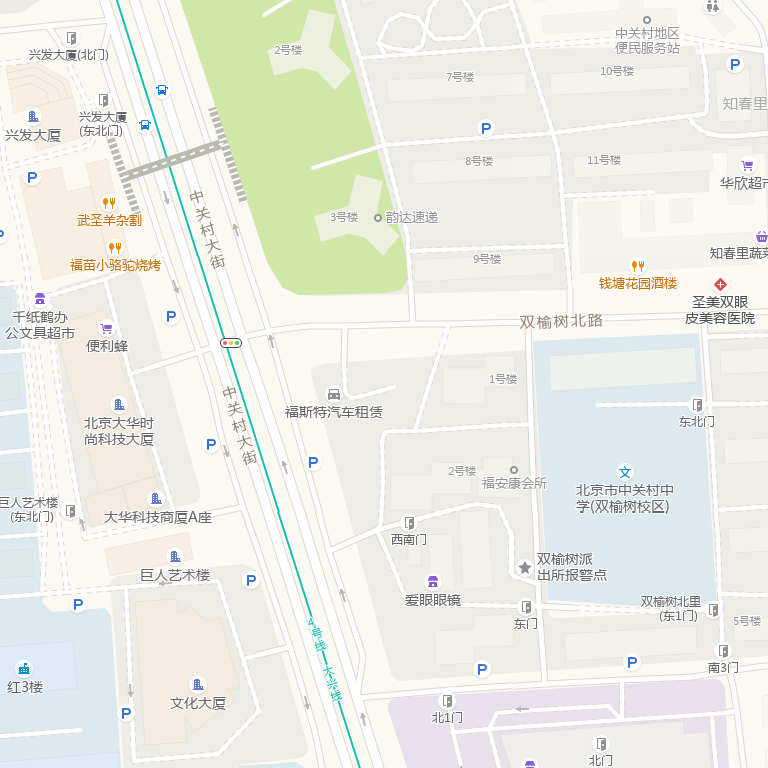 兴发大厦(北门)
2号楼
中关村地区
便民服务站
P
7号楼
10号楼
知春里
兴发大厦
(东北门)
兴发大厦
P
8号楼
11号楼
华欣超市
P
中关村大街
武圣羊杂割
3号楼
韵达速递
福苗小骆驼烧烤
9号楼
知春里蔬菜
钱塘花园酒楼
圣美双眼
皮美容医院
千纸鹤办
公文具超市
P
双榆树北路
便利蜂
1号楼
中关村大街
福斯特汽车租赁
北京大华时
尚科技大厦
东北门
P
P
2号楼
福安康会所
文
北京市中关村中
学(双榆树校区)
巨人艺术楼
(东北门)
大华科技商厦A座
西南门
巨人艺术楼
P
双榆树派
出所报警点
爱眼眼镜
P
东门
双榆树北里
(东1门)
5号楼
4号线
大兴线
P
P
南3门
红3楼
文化大厦
P
北1门
北门